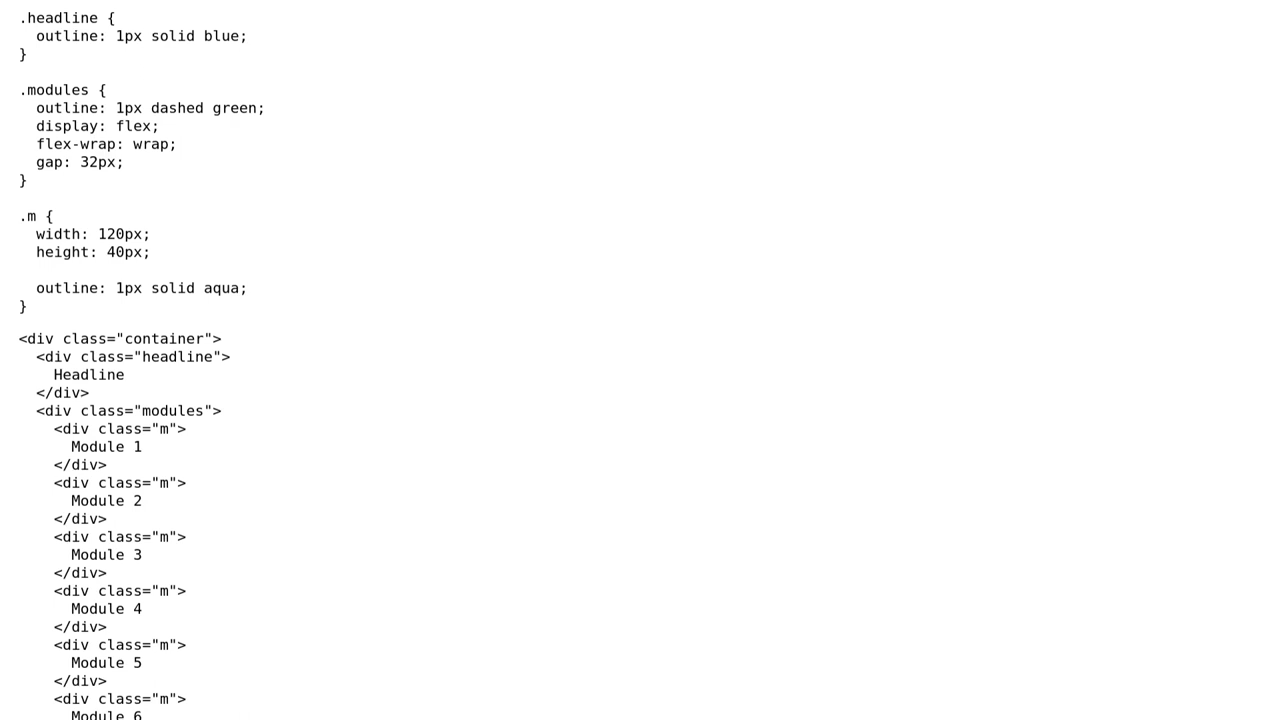 .headline {
  outline: 1px solid blue;
}

.modules {
  outline: 1px dashed green;
  display: flex;
  flex-wrap: wrap;
  gap: 32px;
}

.m {
  width: 120px;
  height: 40px;

  outline: 1px solid aqua;
}

<div class="container">
  <div class="headline">
    Headline
  </div>
  <div class="modules">
    <div class="m">
      Module 1
    </div>
    <div class="m">
      Module 2
    </div>
    <div class="m">
      Module 3
    </div>
    <div class="m">
      Module 4
    </div>
    <div class="m">
      Module 5
    </div>
    <div class="m">
      Module 6